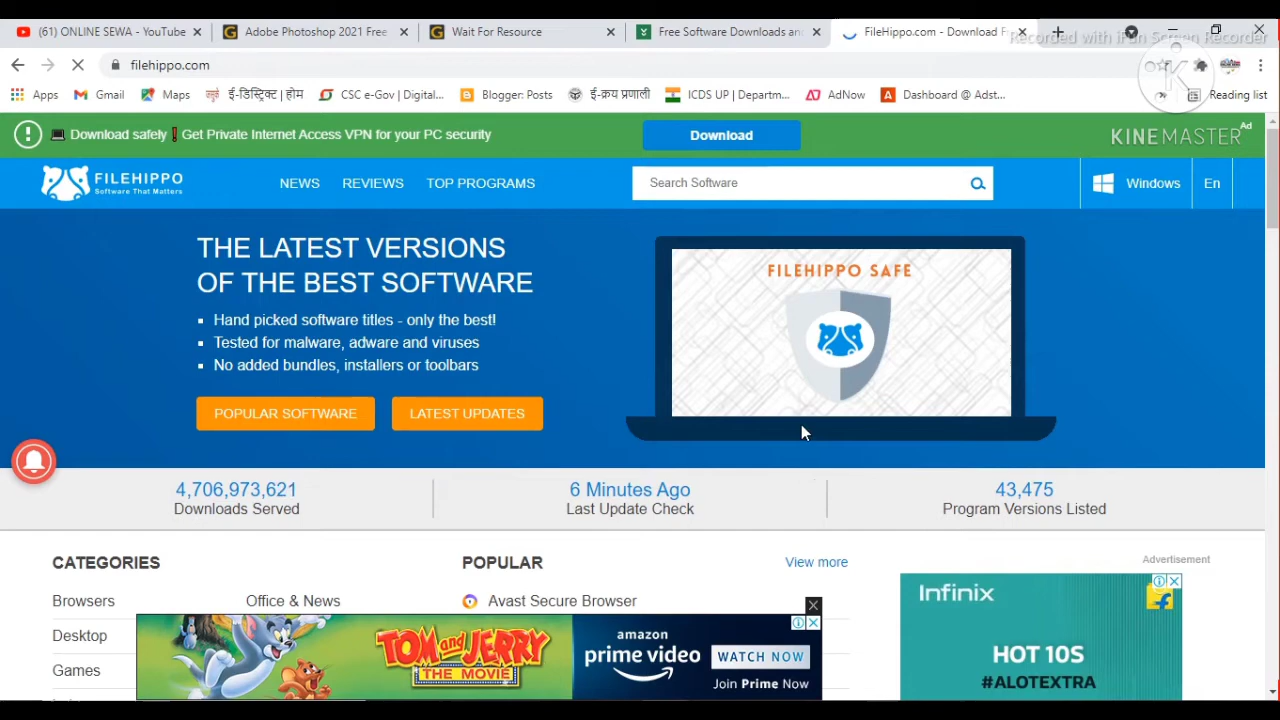 (61) ONLINE SEWA - YouTube
Adobe Photoshop 2021 Free
Wait For Resource
Free Software Downloads an
FileHippo.com - Download F
Recorded with iFun Screen Recorder
filehippo.com
Apps Gmail Maps ई-डिस्ट्रिक्ट | होम CSC e-Gov | Digital... Blogger: Posts ई-क्रय प्रणाली ICDS UP | Departm... AdNow Dashboard @ Adst... Reading list
Download safely❗Get Private Internet Access VPN for your PC security
Download
KINEMASTER
Ad
FILEHIPPO
Software That Matters
NEWS REVIEWS TOP PROGRAMS
Search Software
Windows En
THE LATEST VERSIONS
OF THE BEST SOFTWARE
Hand picked software titles - only the best!
Tested for malware, adware and viruses
No added bundles, installers or toolbars
POPULAR SOFTWARE LATEST UPDATES
FILEHIPPO SAFE
4,706,973,621
Downloads Served
6 Minutes Ago
Last Update Check
43,475
Program Versions Listed
CATEGORIES
Browsers Office & News
Desktop
Games
POPULAR View more
Avast Secure Browser
TOM and JERRY
THE MOVIE
amazon
prime video
WATCH NOW
Join Prime Now
Advertisement
Infinix
HOT 10S
#ALOTEXTRA